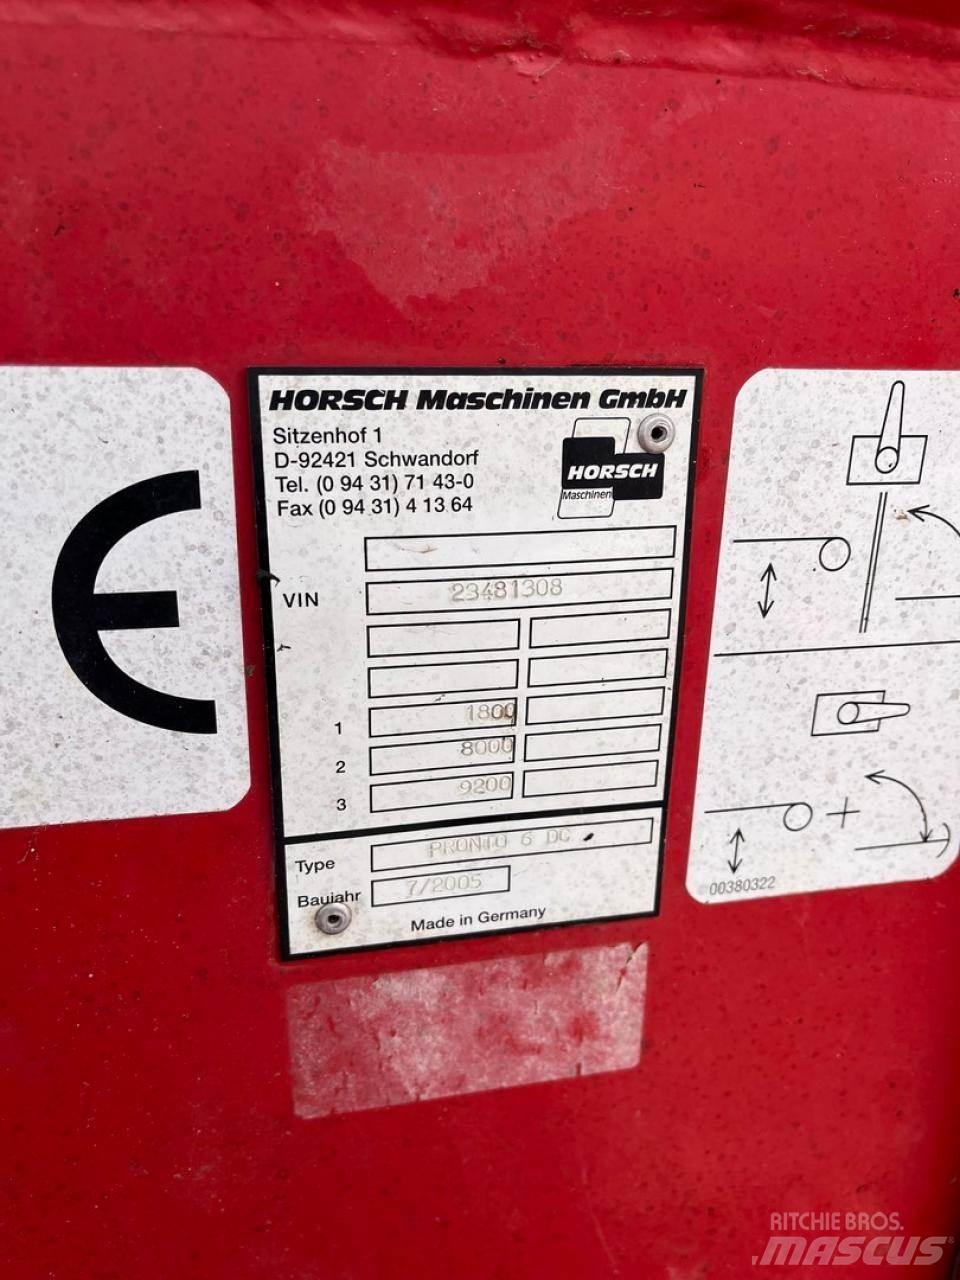 HORSCH Maschinen GmbH
Sitzenhof 1
D-92421 Schwandorf
Tel. (0 94 31) 71 43-0
Fax (0 94 31) 4 13 64
HORSCH
Maschinen
VIN 23481308
1 1800
2 8000
3 9200
Type PRONTO 6 DC
Baujahr 7/2005
Made in Germany
CE
00380322
RITCHIE BROS.
MASCUS